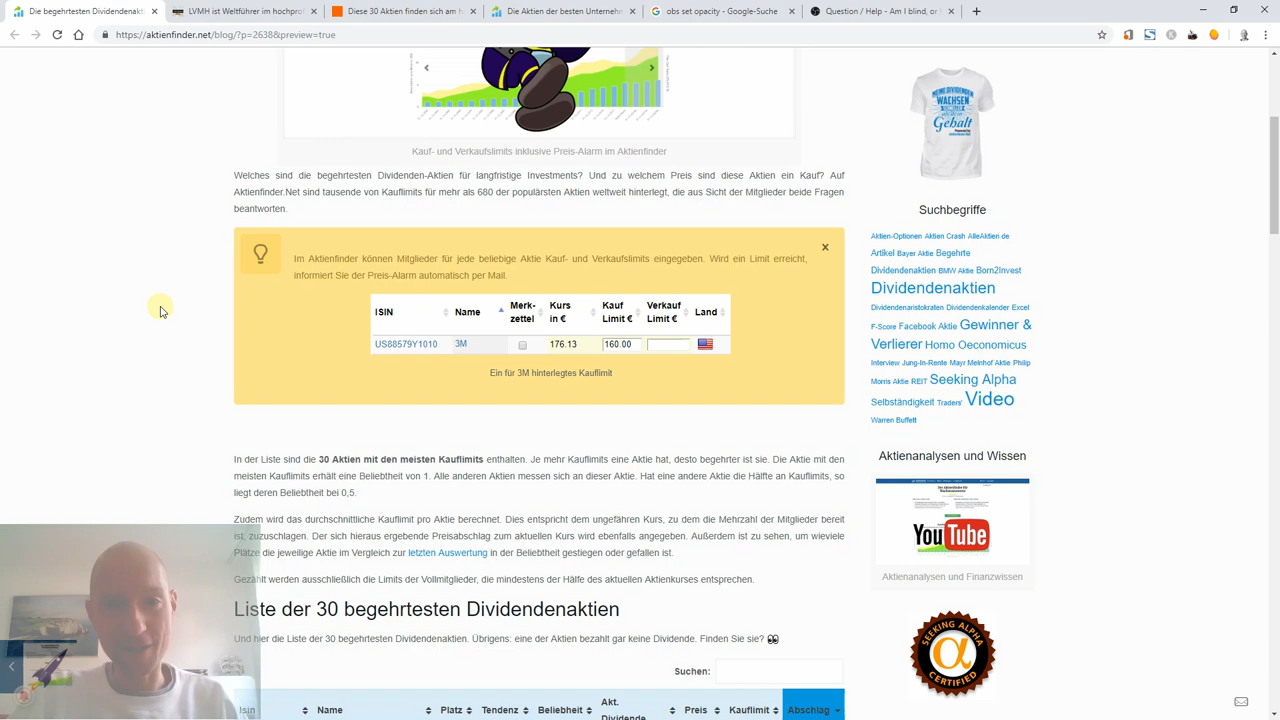 Die begehrtesten Dividenden-Akt
LVMH ist Weltführer im hochprei
Diese 30 Aktien finden sich am h
Die Aktien der besten Unterneh
obs set opacity - Google-Suche
Question / Help - Am I blind, or
https://aktienfinder.net/blog/?p=2638&preview=true
Kauf- und Verkaufslimits inklusive Preis-Alarm im Aktienfinder
Welches sind die begehrtesten Dividenden-Aktien für langfristige Investments? Und zu welchem Preis sind diese Aktien ein Kauf? Auf
Aktienfinder.Net sind tausende von Kauflimits für mehr als 680 der populärsten Aktien weltweit hinterlegt, die aus Sicht der Mitglieder beide Fragen
beantworten.
Im Aktienfinder können Mitglieder für jede beliebige Aktie Kauf- und Verkaufslimits eingegeben. Wird ein Limit erreicht,
informiert Sie der Preis-Alarm automatisch per Mail.
ISIN Name Merk-zettel Kurs in € Kauf Limit € Verkauf Limit € Land
US88579Y1010 3M 176.13 160.00
Ein für 3M hinterlegtes Kauflimit
In der Liste sind die 30 Aktien mit den meisten Kauflimits enthalten. Je mehr Kauflimits eine Aktie hat, desto begehrter ist sie. Die Aktie mit den
meisten Kauflimits erhält eine Beliebtheit von 1. Alle anderen Aktien messen sich an dieser Aktie. Hat eine andere Aktie die Hälfte an Kauflimits, so
liegt deren Beliebtheit bei 0,5.
Zudem wird das durchschnittliche Kauflimit pro Aktie berechnet. Dies entspricht dem ungefähren Kurs, zu dem die Mehrzahl der Mitglieder bereit
zuzuschlagen. Der sich hieraus ergebende Preisabschlag zum aktuellen Kurs wird ebenfalls angegeben. Außerdem ist zu sehen, um wieviele
Plätze die jeweilige Aktie im Vergleich zur letzten Auswertung in der Beliebtheit gestiegen oder gefallen ist.
Gezählt werden ausschließlich die Limits der Vollmitglieder, die mindestens der Hälfte des aktuellen Aktienkurses entsprechen.
Liste der 30 begehrtesten Dividendenaktien
Und hier die Liste der 30 begehrtesten Dividendenaktien. Übrigens: eine der Aktien bezahlt gar keine Dividende. Finden Sie sie?
Suchen:
Isin Name Platz Tendenz Beliebtheit Akt. Dividende Preis Kauflimit Abschlag
MEINE DIVIDENDEN
WACHSEN
SCHNELLER
ALS DEIN
Gehalt
Suchbegriffe
Aktien-Optionen Aktien Crash AlleAktien.de
Artikel Bayer Aktie Begehrte
Dividendenaktien BMW Aktie Born2Invest
Dividendenaktien
Dividendenaristokraten Dividendenkalender Excel
F-Score Facebook Aktie Gewinner &
Verlierer Homo Oeconomicus
Interview Jung-In-Rente Mayr Melnhof Aktie Philip
Morris Aktie REIT Seeking Alpha
Selbständigkeit Traders' Video
Warren Buffett
Aktienanalysen und Wissen
YouTube
Aktienanalysen und Finanzwissen
SEEKING ALPHA
α
CERTIFIED